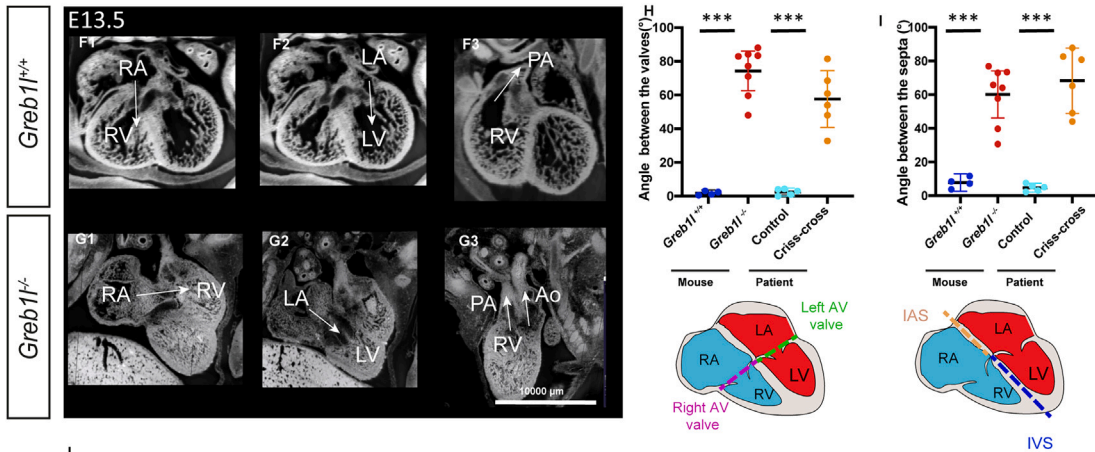 Greb1l+/+
Greb1l-/-
E13.5
F1
RA
RV
F2
LA
LV
F3
PA
RV
G1
RA
RV
G2
LA
LV
G3
PA
Ao
RV
10000 µm
H
Angle between the valves(°)
100
80
60
40
20
0
***
***
Greb1l+/+
Greb1l-/-
Control
Criss-cross
Mouse
Patient
Left AV
valve
LA
RA
LV
RV
Right AV
valve
I
Angle between the septa (°)
100
80
60
40
20
0
***
***
Greb1l+/+
Greb1l-/-
Control
Criss-cross
Mouse
Patient
IAS
LA
RA
LV
RV
IVS